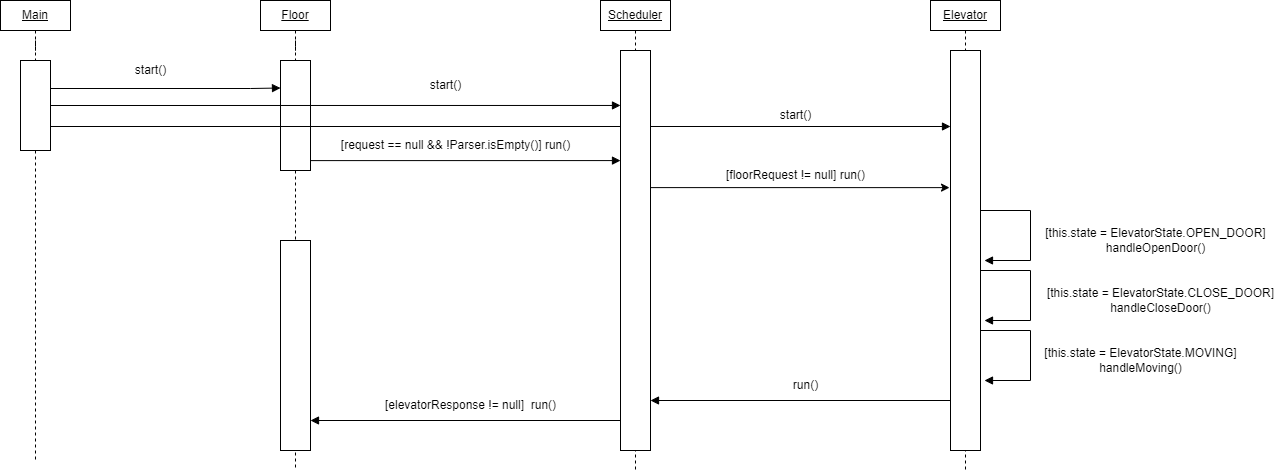 Main
Floor
Scheduler
Elevator
start()
start()
start()
[request == null && !Parser.isEmpty()] run()
[floorRequest != null] run()
[this.state = ElevatorState.OPEN_DOOR]
handleOpenDoor()
[this.state = ElevatorState.CLOSE_DOOR]
handleCloseDoor()
[this.state = ElevatorState.MOVING]
handleMoving()
run()
[elevatorResponse != null]  run()